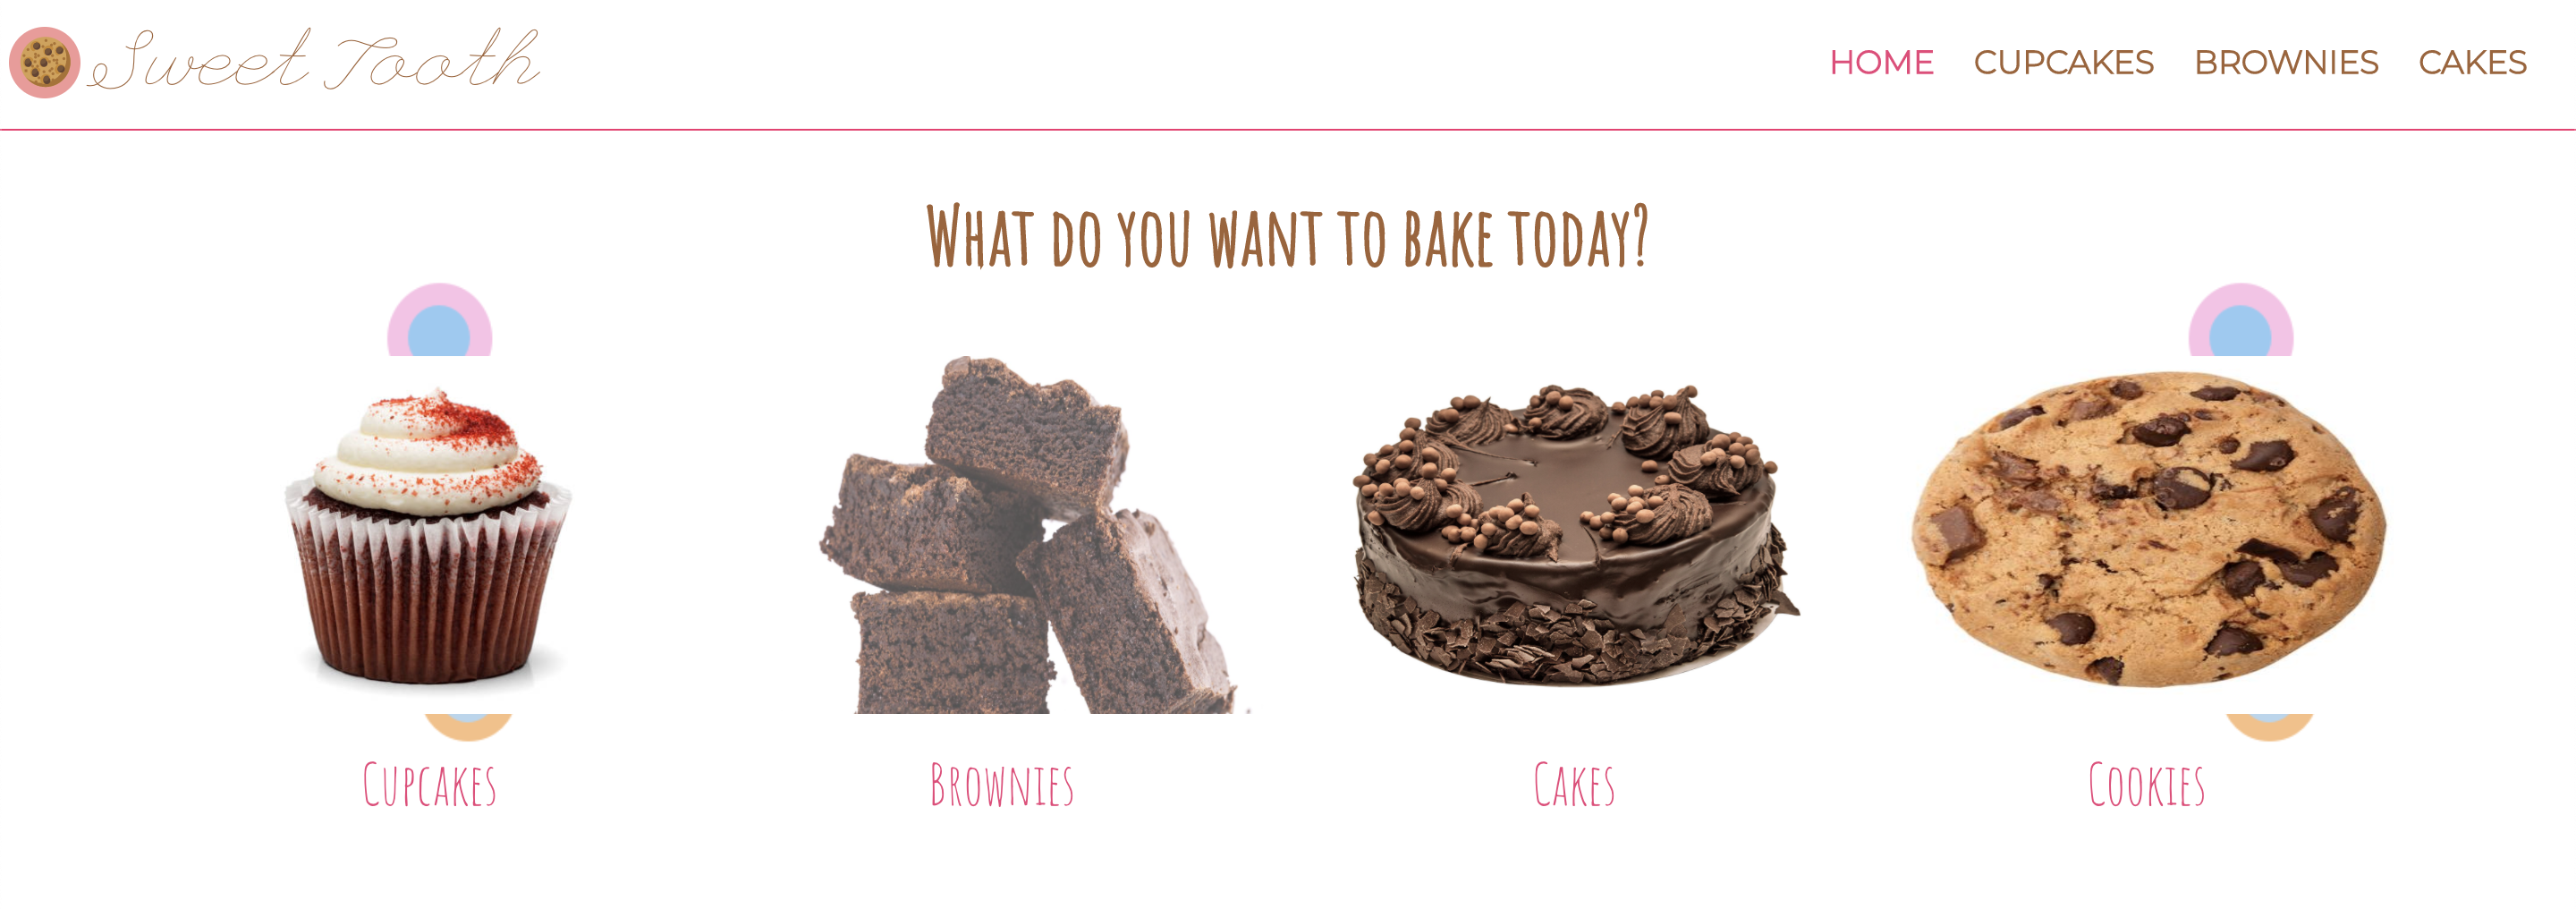 Sweet Tooth
HOME CUPCAKES BROWNIES CAKES
What do you want to bake today?
Cupcakes Brownies Cakes Cookies